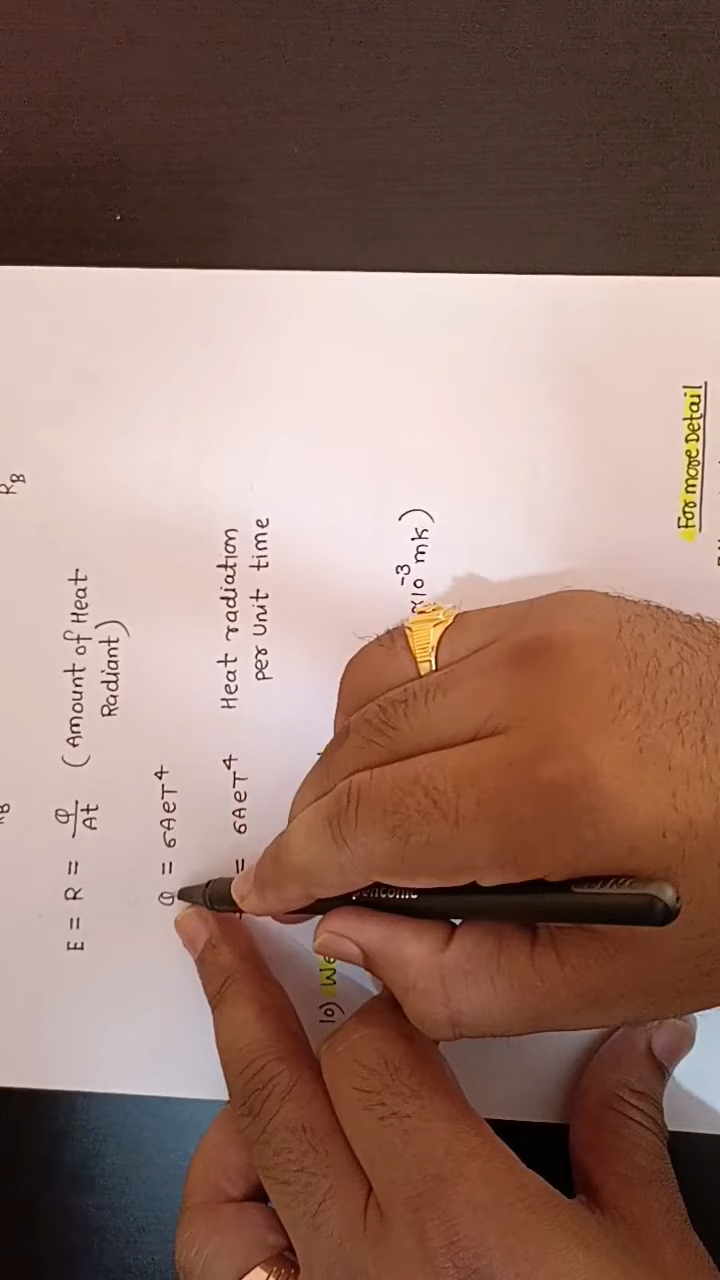 R_B
E = R = Q/At (Amount of Heat
Radiant)
Q = σAeT⁴
= σAeT⁴ Heat radiation
per Unit time
10) ×10⁻³ mk)
For more Detail